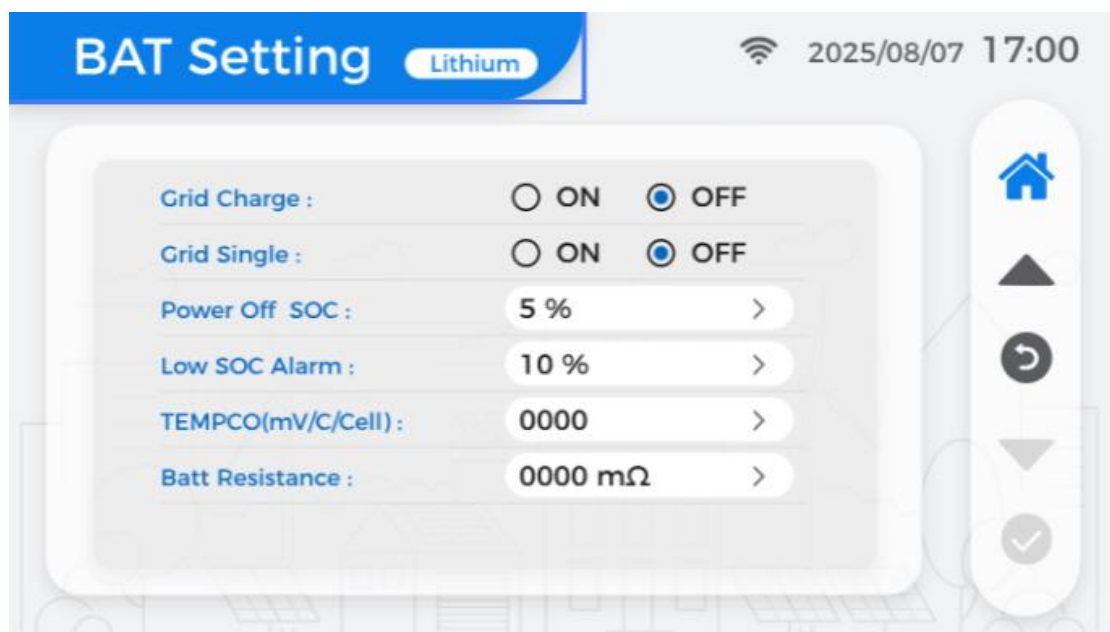 BAT Setting Lithium 2025/08/07 17:00
Grid Charge : ON OFF
Grid Single : ON OFF
Power Off SOC : 5 %
Low SOC Alarm : 10 %
TEMPCO(mV/C/Cell) : 0000
Batt Resistance : 0000 mΩ